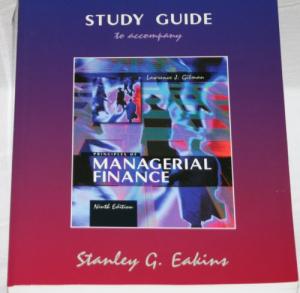 STUDY GUIDE
to accompany
Lawrence J. Gitman
PRINCIPLES OF
MANAGERIAL
FINANCE
Ninth Edition
Stanley G. Eakins